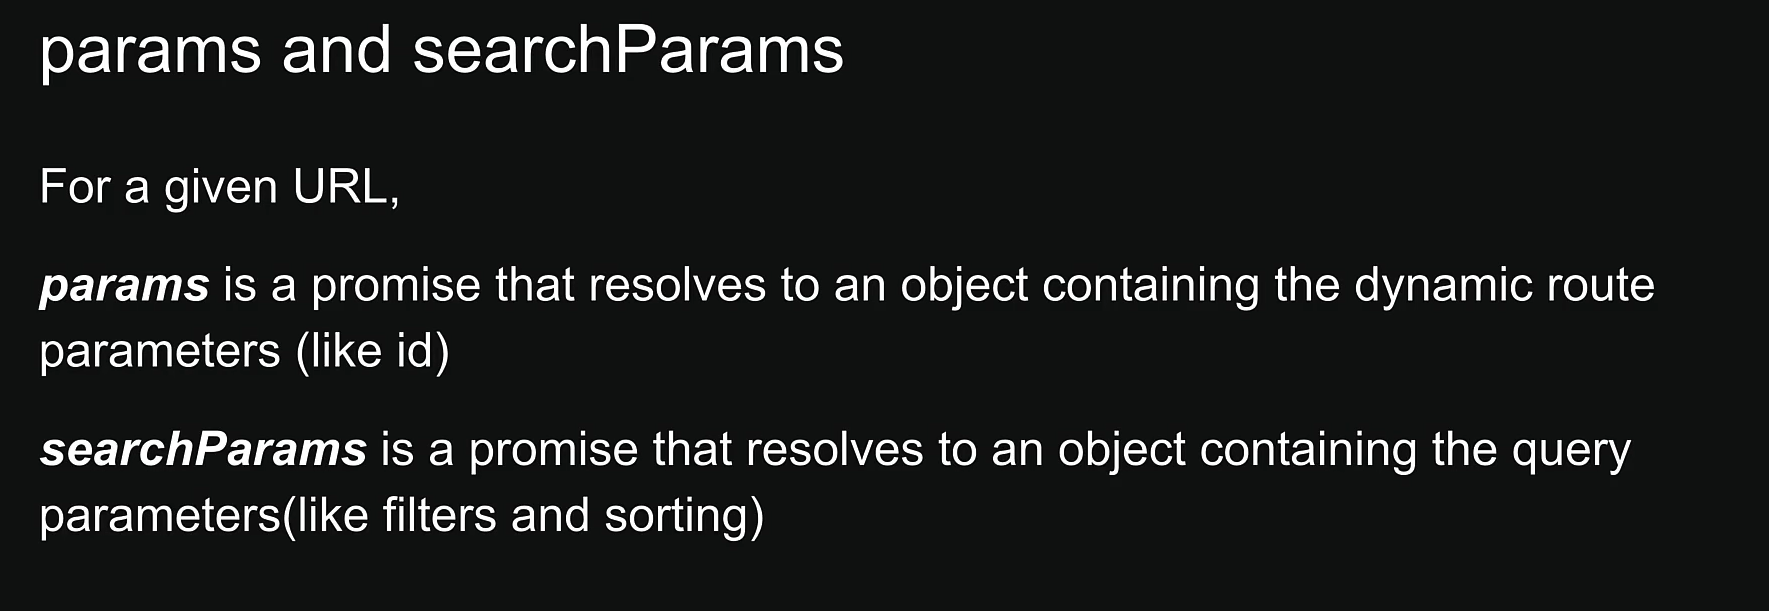 params and searchParams
For a given URL,
params is a promise that resolves to an object containing the dynamic route
parameters (like id)
searchParams is a promise that resolves to an object containing the query
parameters(like filters and sorting)